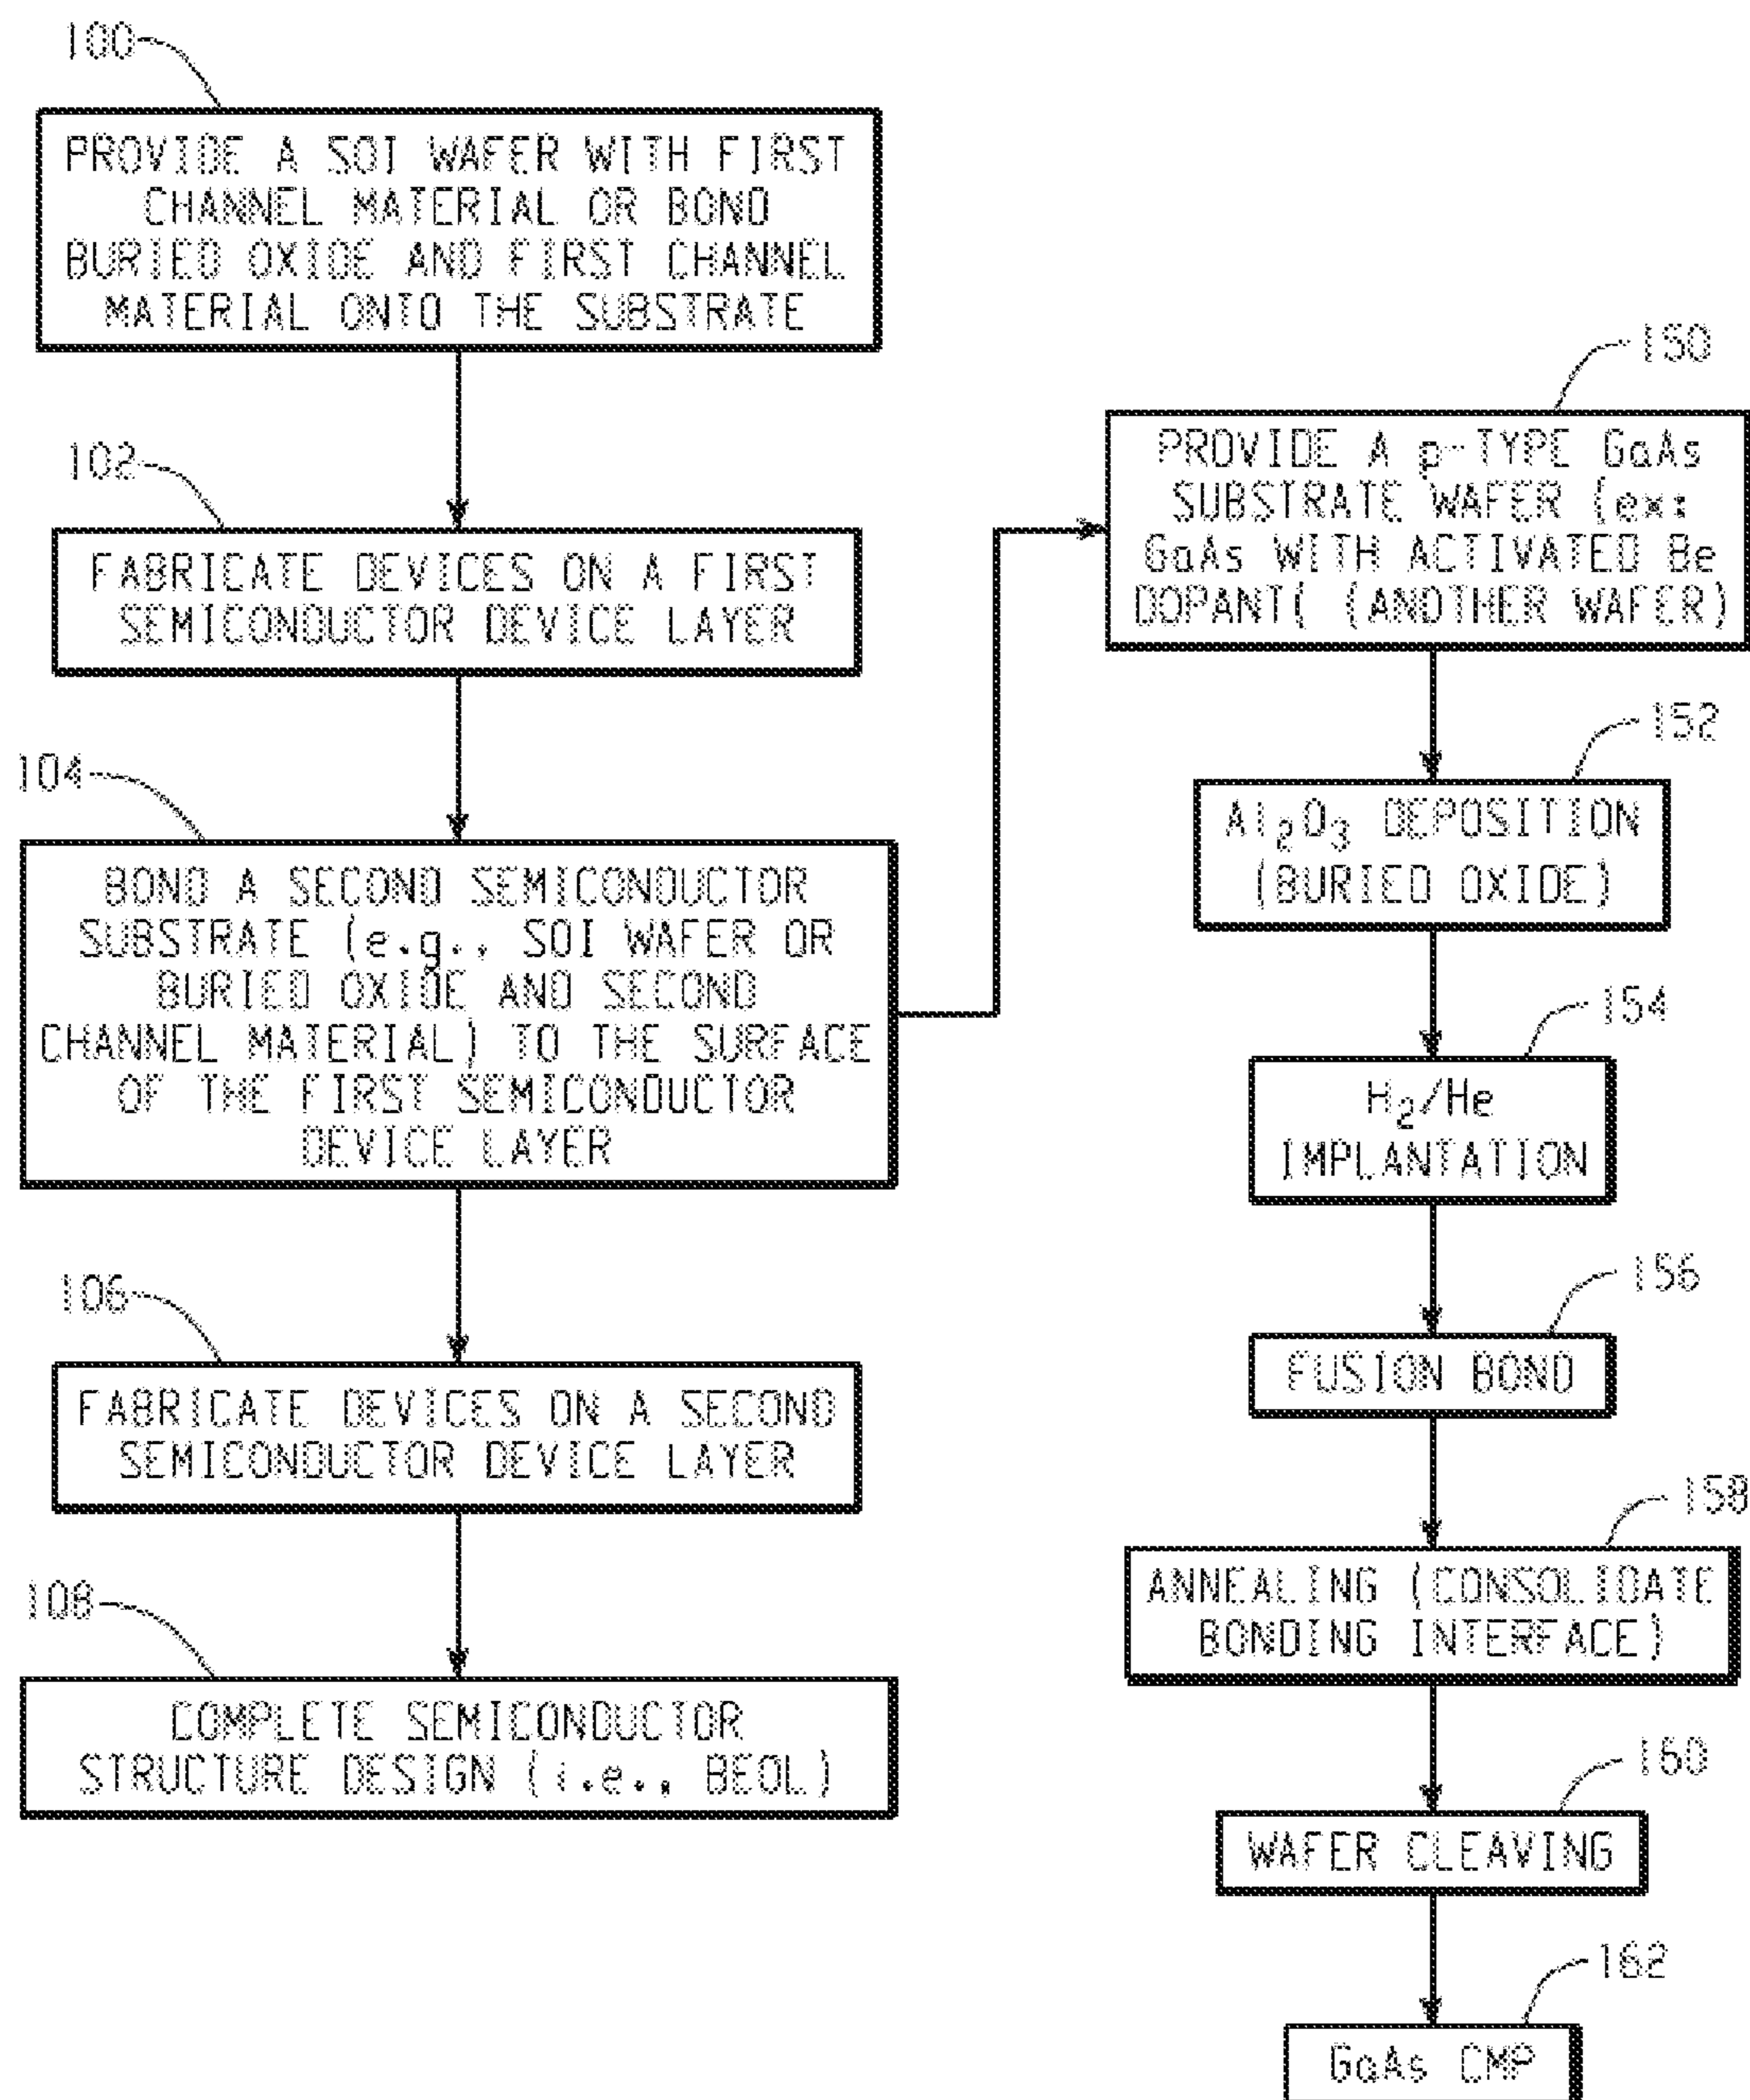 100
PROVIDE A SOI WAFER WITH FIRST
CHANNEL MATERIAL OR BOND
BURIED OXIDE AND FIRST CHANNEL
MATERIAL ONTO THE SUBSTRATE
102
FABRICATE DEVICES ON A FIRST
SEMICONDUCTOR DEVICE LAYER
104
BOND A SECOND SEMICONDUCTOR
SUBSTRATE (e.g., SOI WAFER OR
BURIED OXIDE AND SECOND
CHANNEL MATERIAL) TO THE SURFACE
OF THE FIRST SEMICONDUCTOR
DEVICE LAYER
106
FABRICATE DEVICES ON A SECOND
SEMICONDUCTOR DEVICE LAYER
108
COMPLETE SEMICONDUCTOR
STRUCTURE DESIGN (i.e., BEOL)
150
PROVIDE A p-TYPE GaAs
SUBSTRATE WAFER (ex:
GaAs WITH ACTIVATED Be
DOPANT( (ANOTHER WAFER)
152
Al₂O₃ DEPOSITION
(BURIED OXIDE)
154
H₂/He
IMPLANTATION
156
FUSION BOND
158
ANNEALING (CONSOLIDATE
BONDING INTERFACE)
160
WAFER CLEAVING
162
GaAs CMP